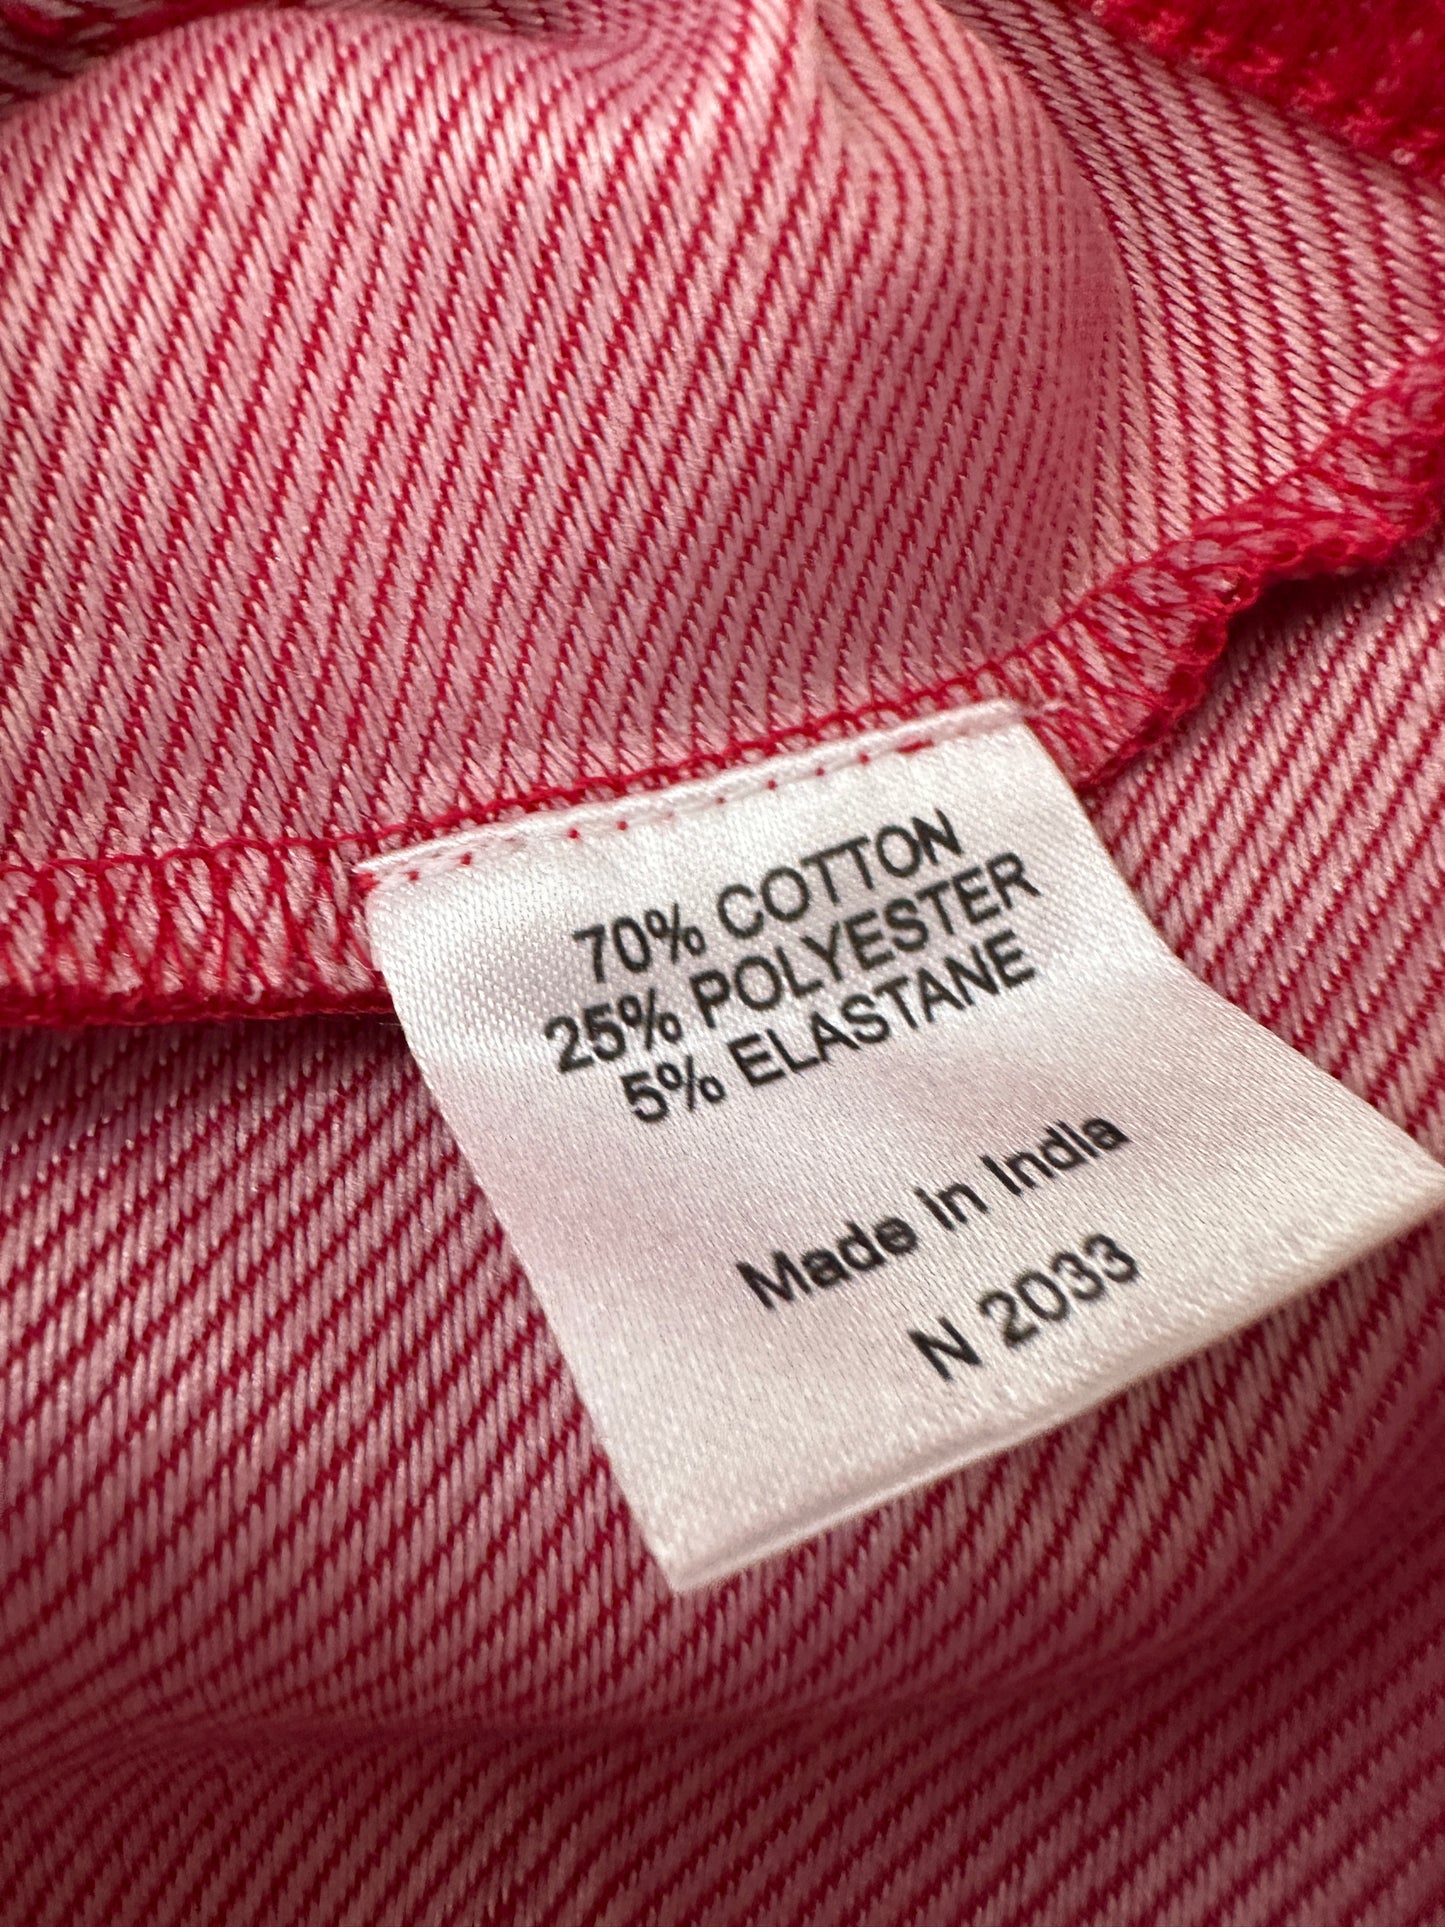 70% COTTON
25% POLYESTER
5% ELASTANE
Made in India
N 2033